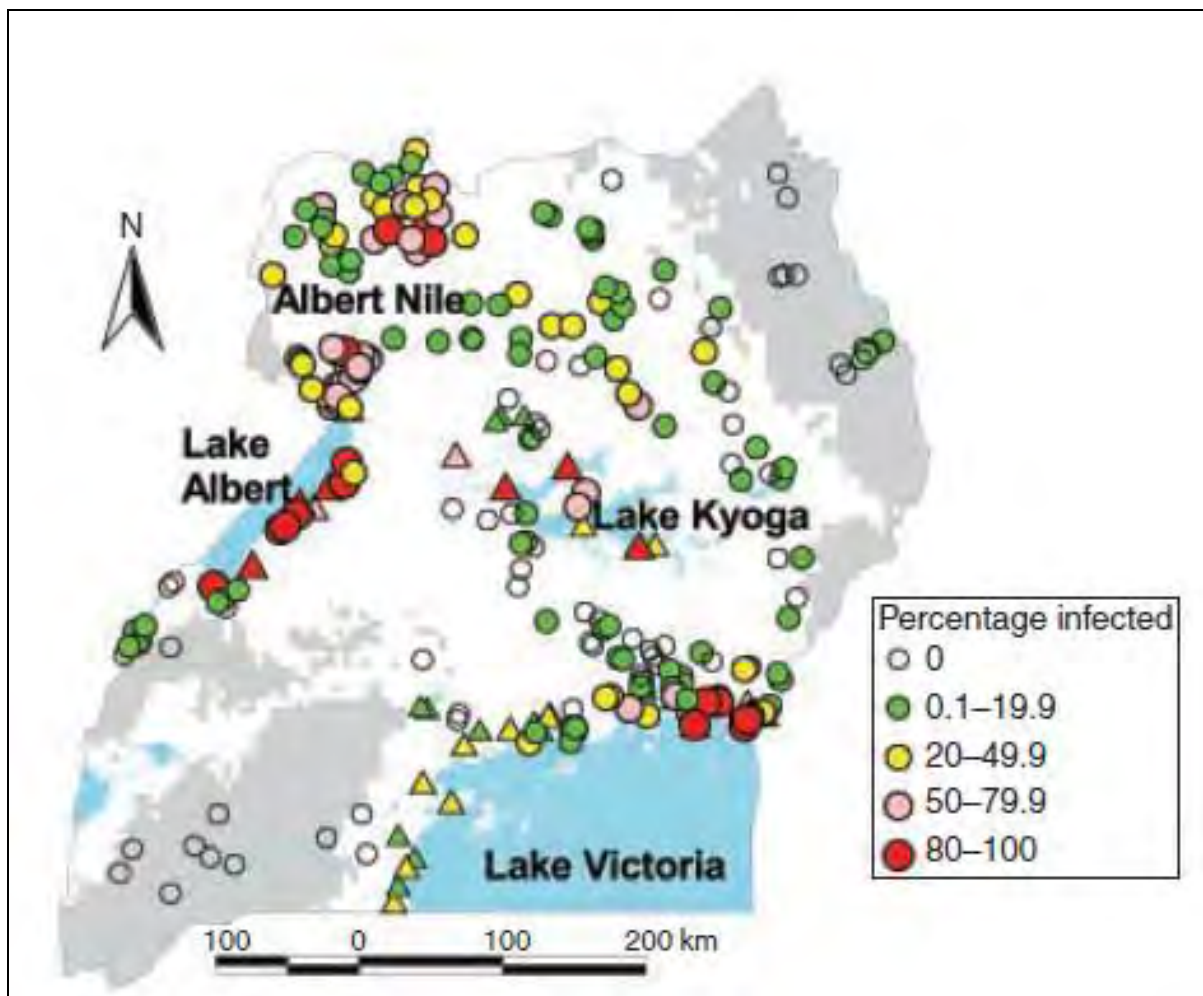 N
Albert Nile
Lake
Albert
Lake Kyoga
Percentage infected
0
0.1–19.9
20–49.9
50–79.9
80–100
Lake Victoria
100 0 100 200 km